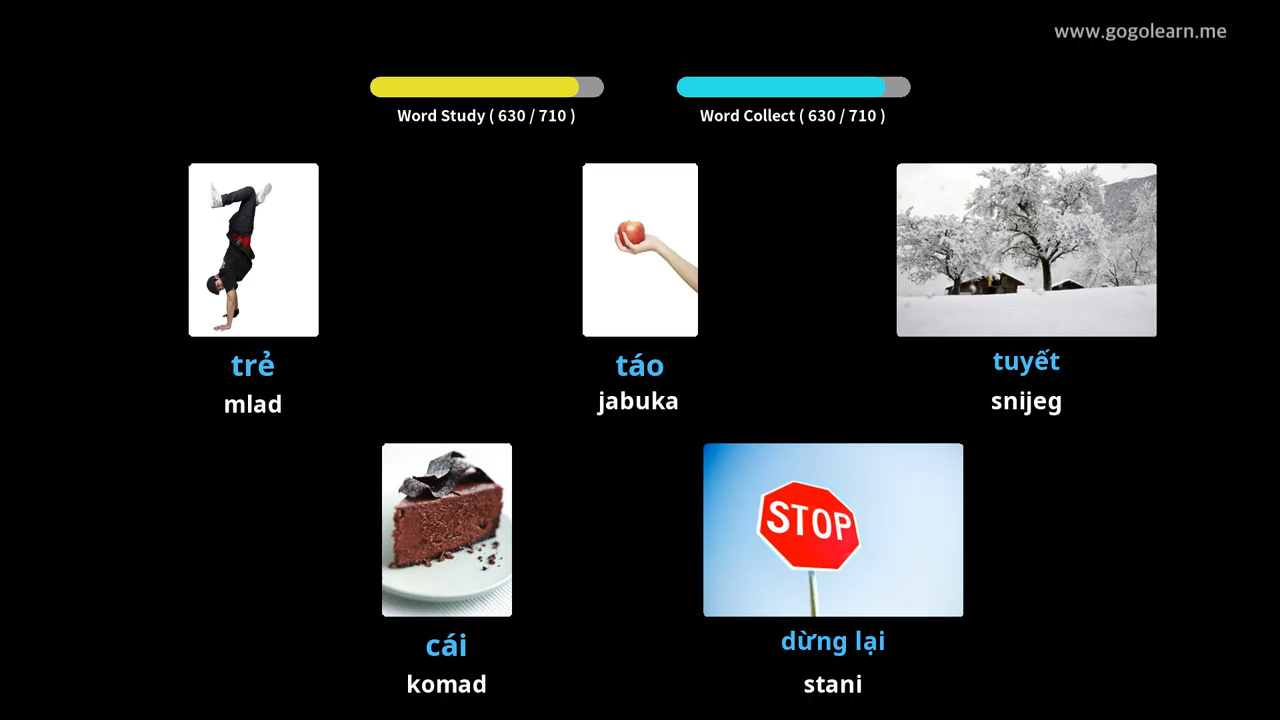 www.gogolearn.me
Word Study ( 630 / 710 )
Word Collect ( 630 / 710 )
trẻ
mlad
táo
jabuka
tuyết
snijeg
cái
komad
STOP
dừng lại
stani